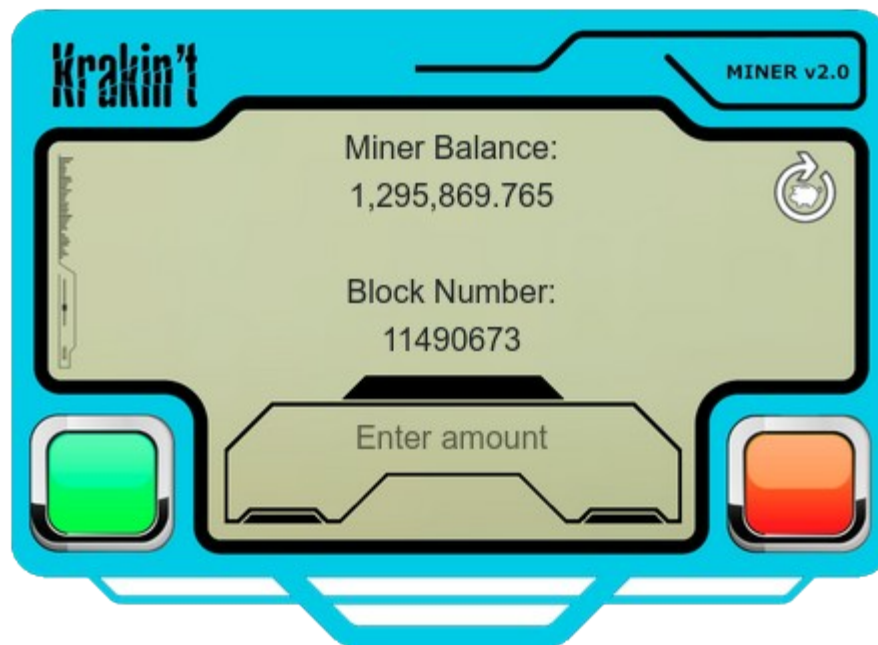 Krakin't
MINER v2.0
Miner Balance:
1,295,869.765
Block Number:
11490673
Enter amount